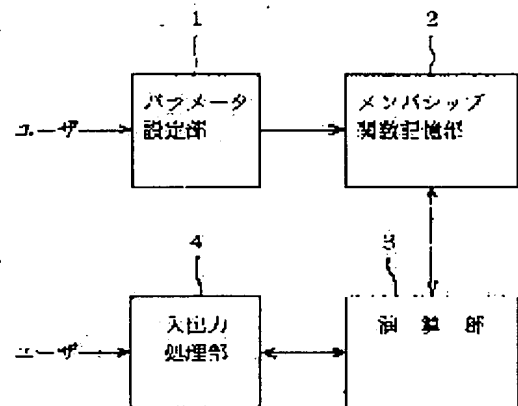 1
2
パラメータ
設定部
メンバシップ
関数記憶部
ユーザ
4
3
入出力
処理部
演算部
ユーザ